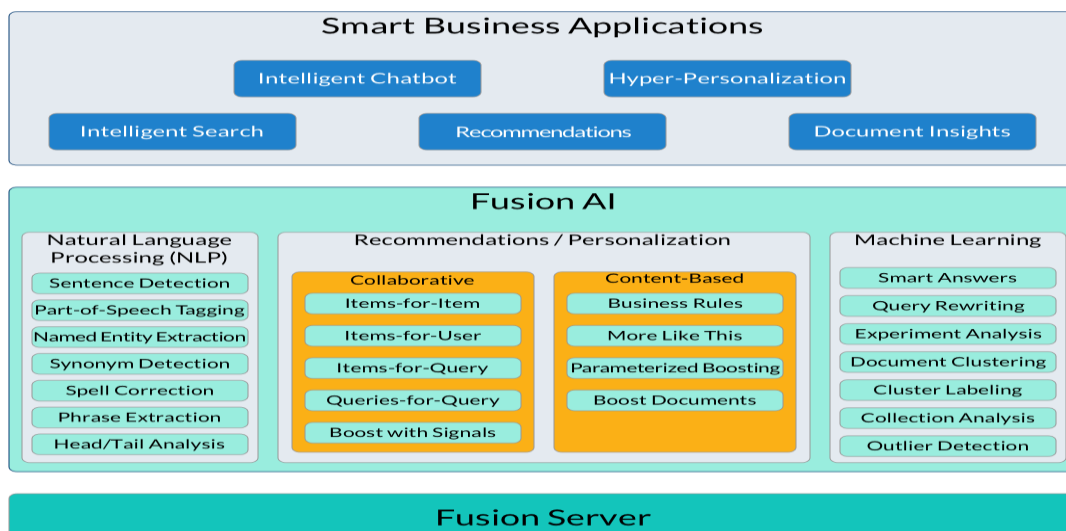 Smart Business Applications
Intelligent Chatbot
Hyper-Personalization
Intelligent Search
Recommendations
Document Insights
Fusion AI
Natural Language
Processing (NLP)
Sentence Detection
Part-of-Speech Tagging
Named Entity Extraction
Synonym Detection
Spell Correction
Phrase Extraction
Head/Tail Analysis
Recommendations / Personalization
Collaborative
Items-for-Item
Items-for-User
Items-for-Query
Queries-for-Query
Boost with Signals
Content-Based
Business Rules
More Like This
Parameterized Boosting
Boost Documents
Machine Learning
Smart Answers
Query Rewriting
Experiment Analysis
Document Clustering
Cluster Labeling
Collection Analysis
Outlier Detection
Fusion Server